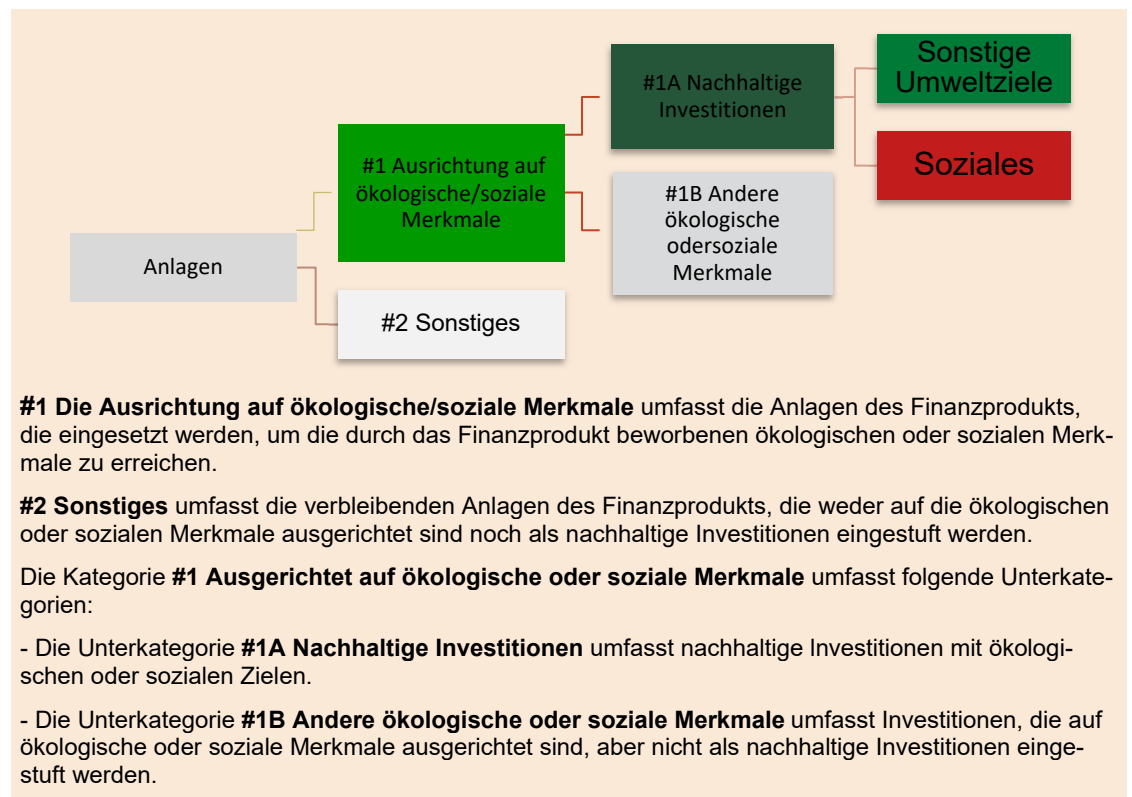 Sonstige
Umweltziele
#1A Nachhaltige
Investitionen
Soziales
#1 Ausrichtung auf
ökologische/soziale
Merkmale
#1B Andere
ökologische
odersoziale
Merkmale
Anlagen
#2 Sonstiges
#1 Die Ausrichtung auf ökologische/soziale Merkmale umfasst die Anlagen des Finanzprodukts,
die eingesetzt werden, um die durch das Finanzprodukt beworbenen ökologischen oder sozialen Merk-
male zu erreichen.
#2 Sonstiges umfasst die verbleibenden Anlagen des Finanzprodukts, die weder auf die ökologischen
oder sozialen Merkmale ausgerichtet sind noch als nachhaltige Investitionen eingestuft werden.
Die Kategorie #1 Ausgerichtet auf ökologische oder soziale Merkmale umfasst folgende Unterkate-
gorien:
- Die Unterkategorie #1A Nachhaltige Investitionen umfasst nachhaltige Investitionen mit ökologi-
schen oder sozialen Zielen.
- Die Unterkategorie #1B Andere ökologische oder soziale Merkmale umfasst Investitionen, die auf
ökologische oder soziale Merkmale ausgerichtet sind, aber nicht als nachhaltige Investitionen einge-
stuft werden.